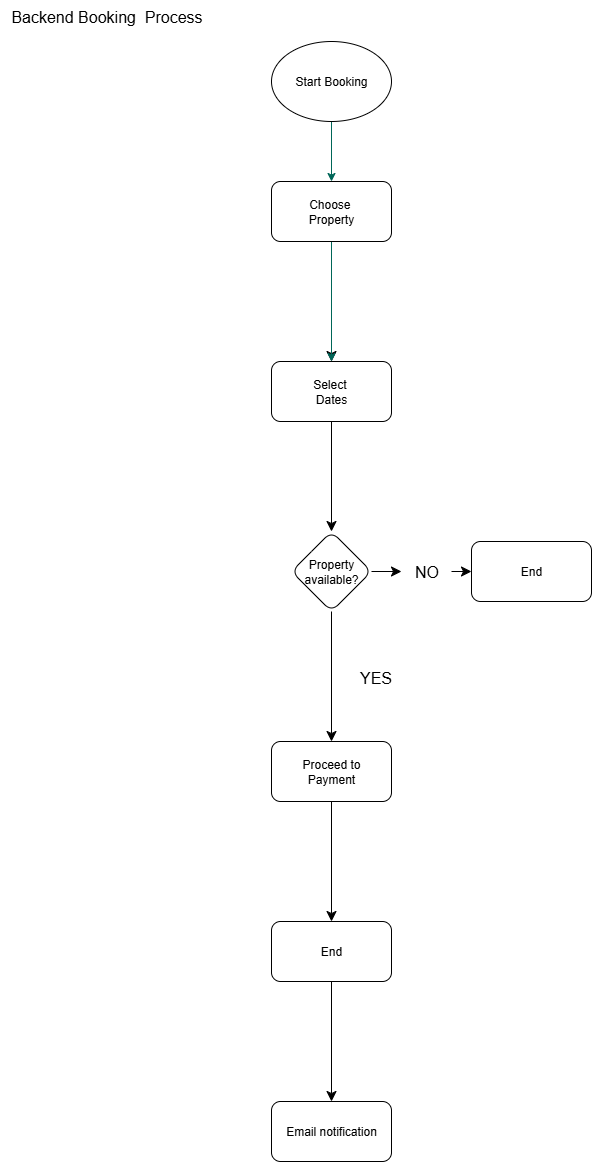 Backend Booking  Process
Start Booking
Choose
Property
Select
Dates
Property
available?
NO
End
YES
Proceed to
Payment
End
Email notification